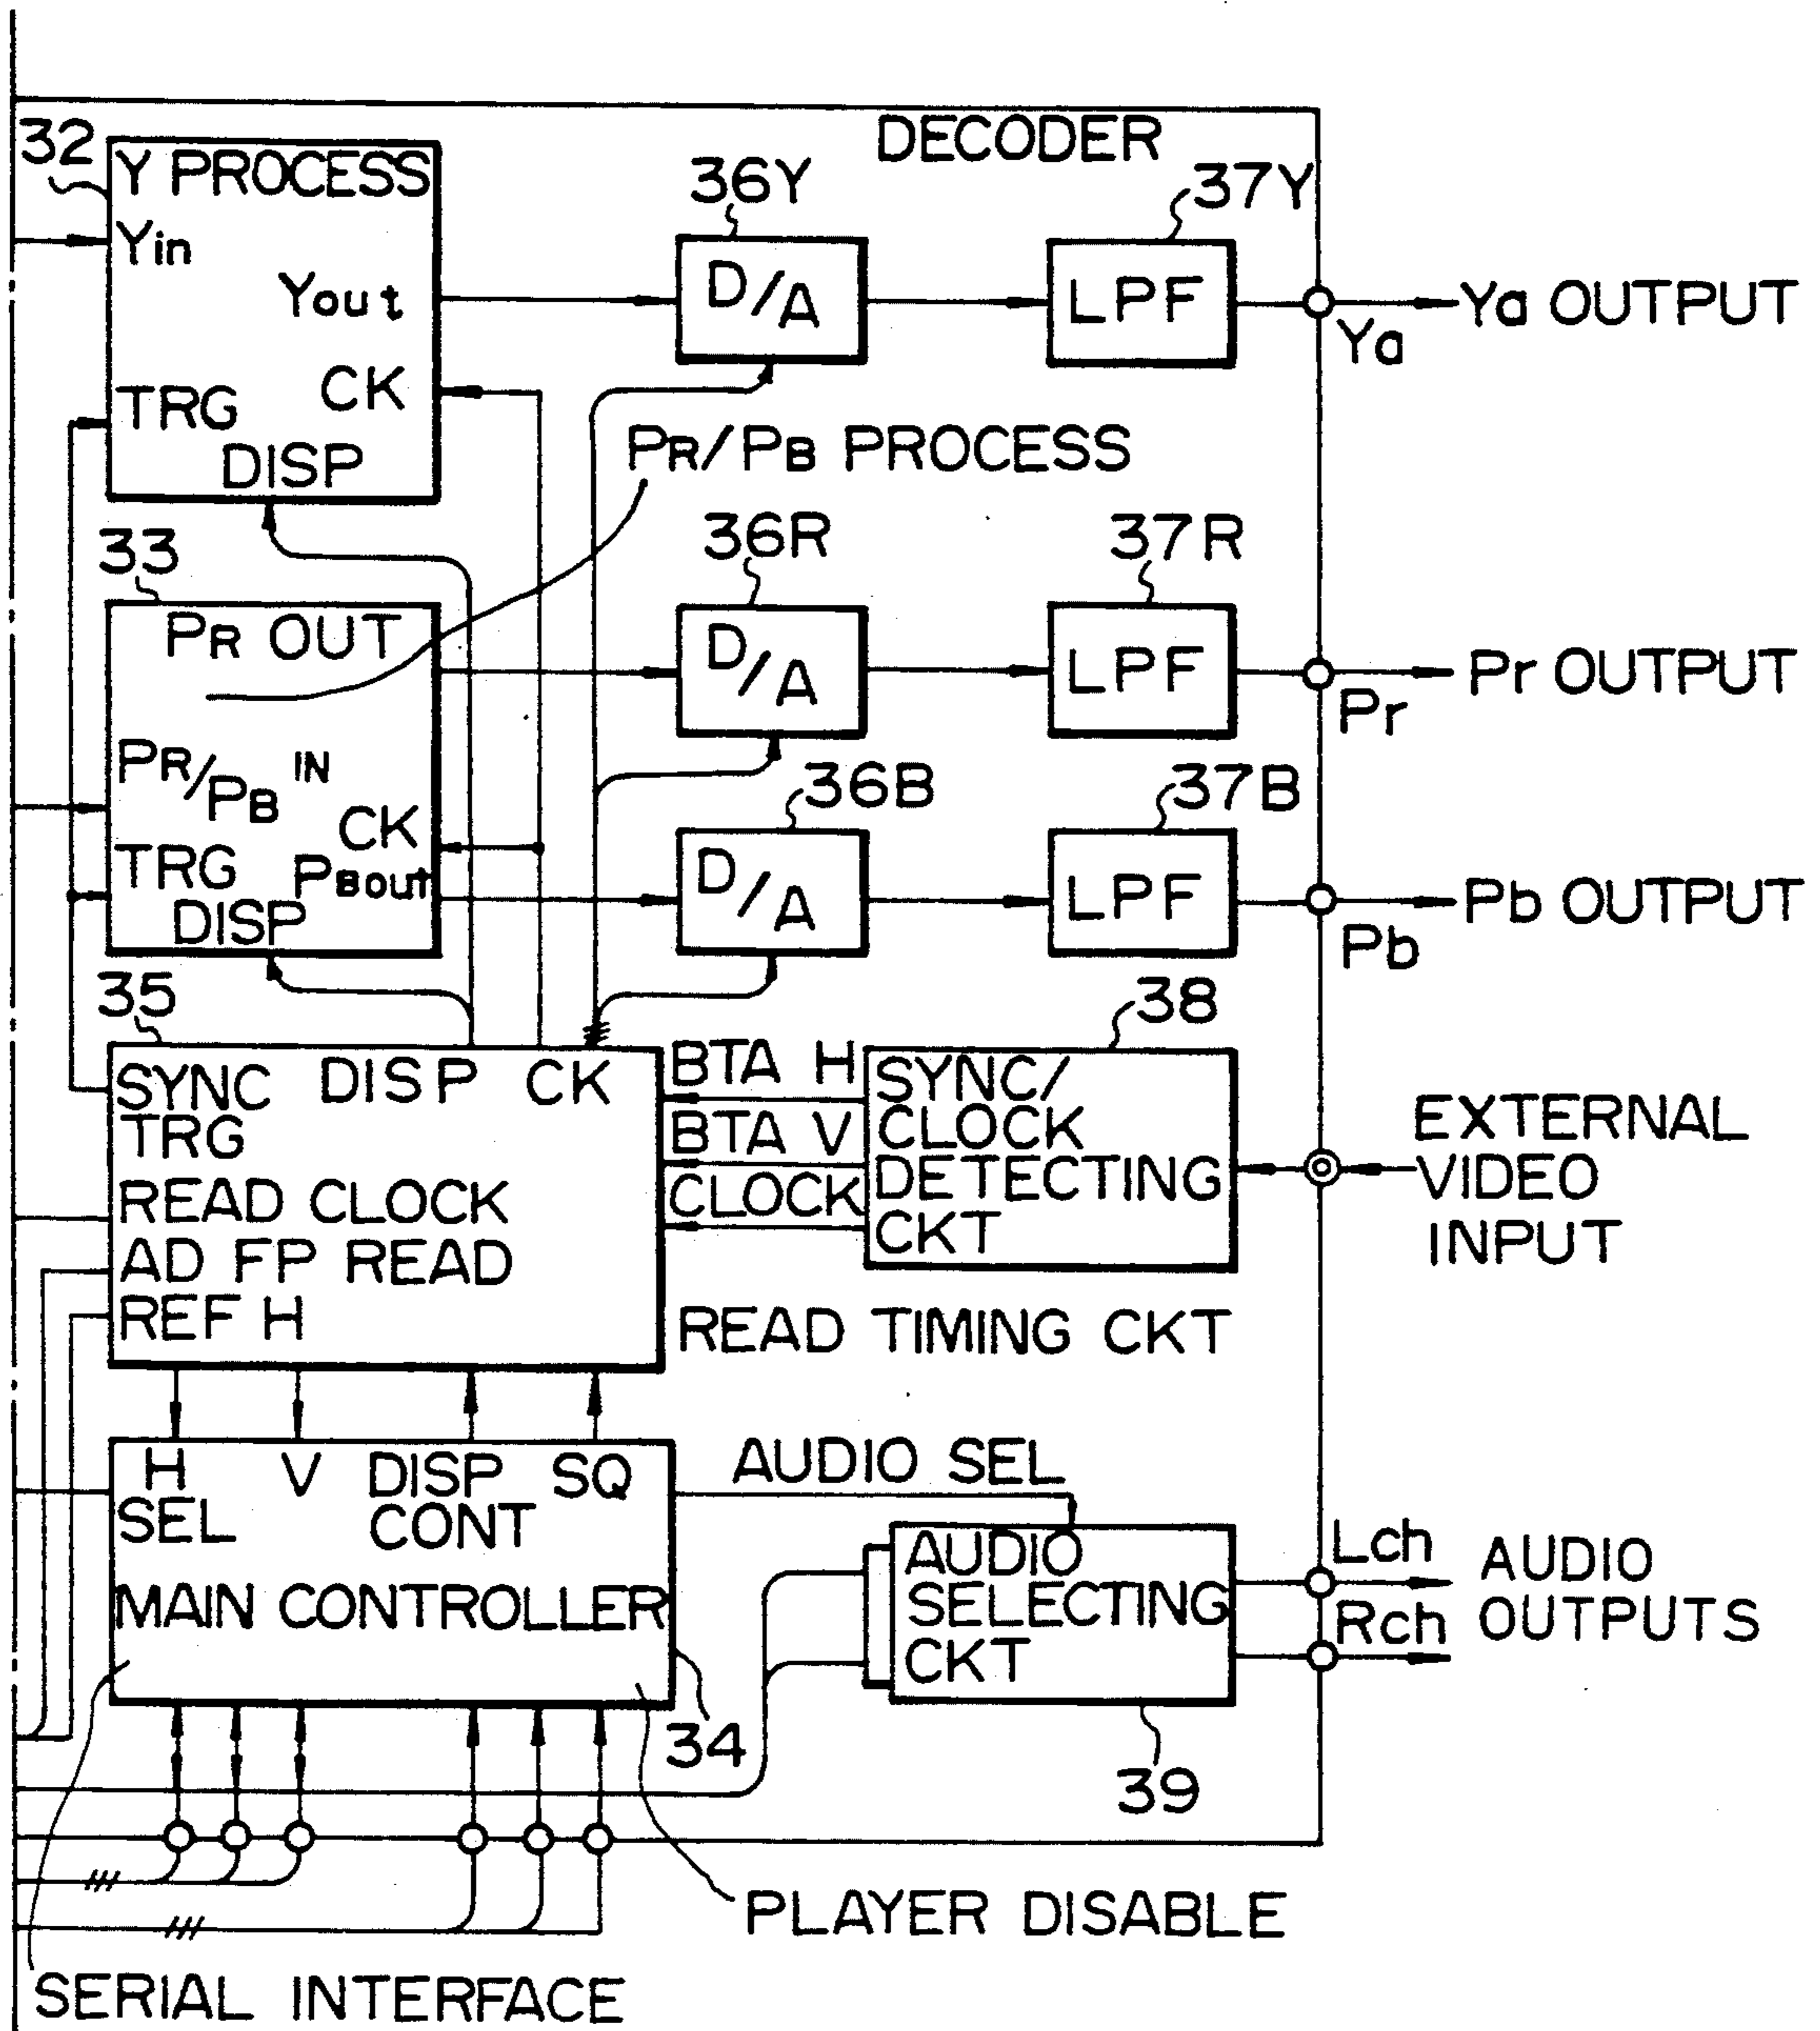 DECODER
32
Y PROCESS
Yin
Yout
CK
TRG
DISP
36Y
D/A
37Y
LPF
Ya
Ya OUTPUT
PR/PB PROCESS
33
PR OUT
PR/PB IN
CK
TRG
PBout
DISP
36R
D/A
37R
LPF
Pr
Pr OUTPUT
36B
D/A
37B
LPF
Pb
Pb OUTPUT
35
SYNC
TRG
DISP
CK
READ CLOCK
AD FP READ
REF H
BTA H
BTA V
CLOCK
38
SYNC/
CLOCK
DETECTING
CKT
EXTERNAL
VIDEO
INPUT
READ TIMING CKT
H
V
DISP
SQ
SEL
CONT
MAIN CONTROLLER
34
AUDIO SEL
AUDIO
SELECTING
CKT
39
Lch
Rch
AUDIO
OUTPUTS
PLAYER DISABLE
SERIAL INTERFACE